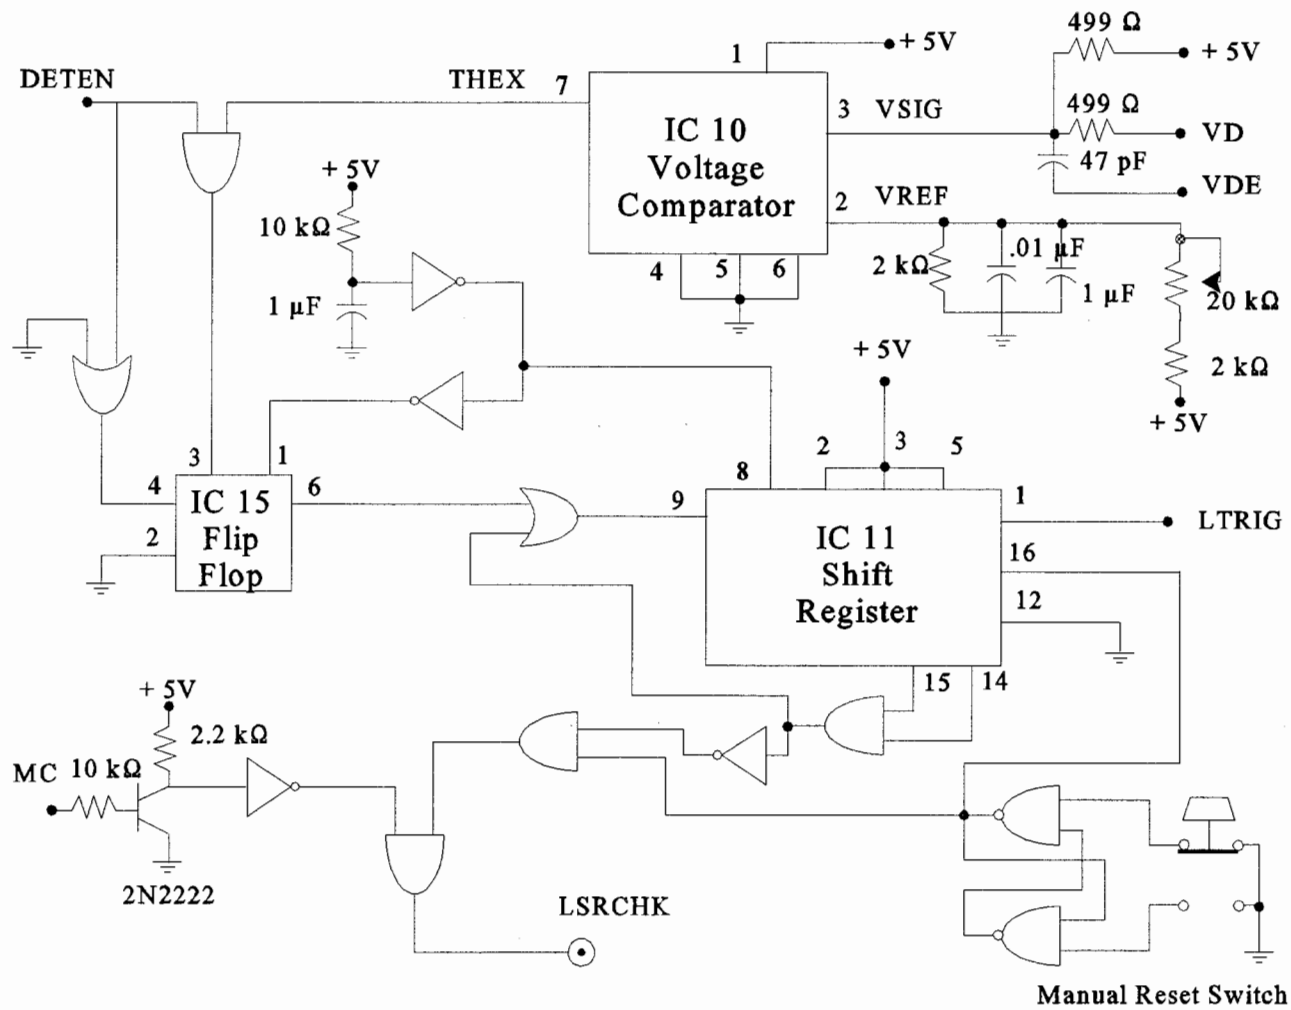 499 Ω
1
+ 5V
+ 5V
DETEN
THEX
7
3
VSIG
499 Ω
VD
IC 10
Voltage
Comparator
47 pF
+ 5V
2
VREF
VDE
10 kΩ
4
5
6
2 kΩ
.01 µF
1 µF
1 µF
20 kΩ
+ 5V
2 kΩ
+ 5V
3
1
2
3
5
4
IC 15
Flip
Flop
6
8
9
1
LTRIG
2
IC 11
Shift
Register
16
12
15
14
+ 5V
2.2 kΩ
MC
10 kΩ
2N2222
LSRCHK
Manual Reset Switch